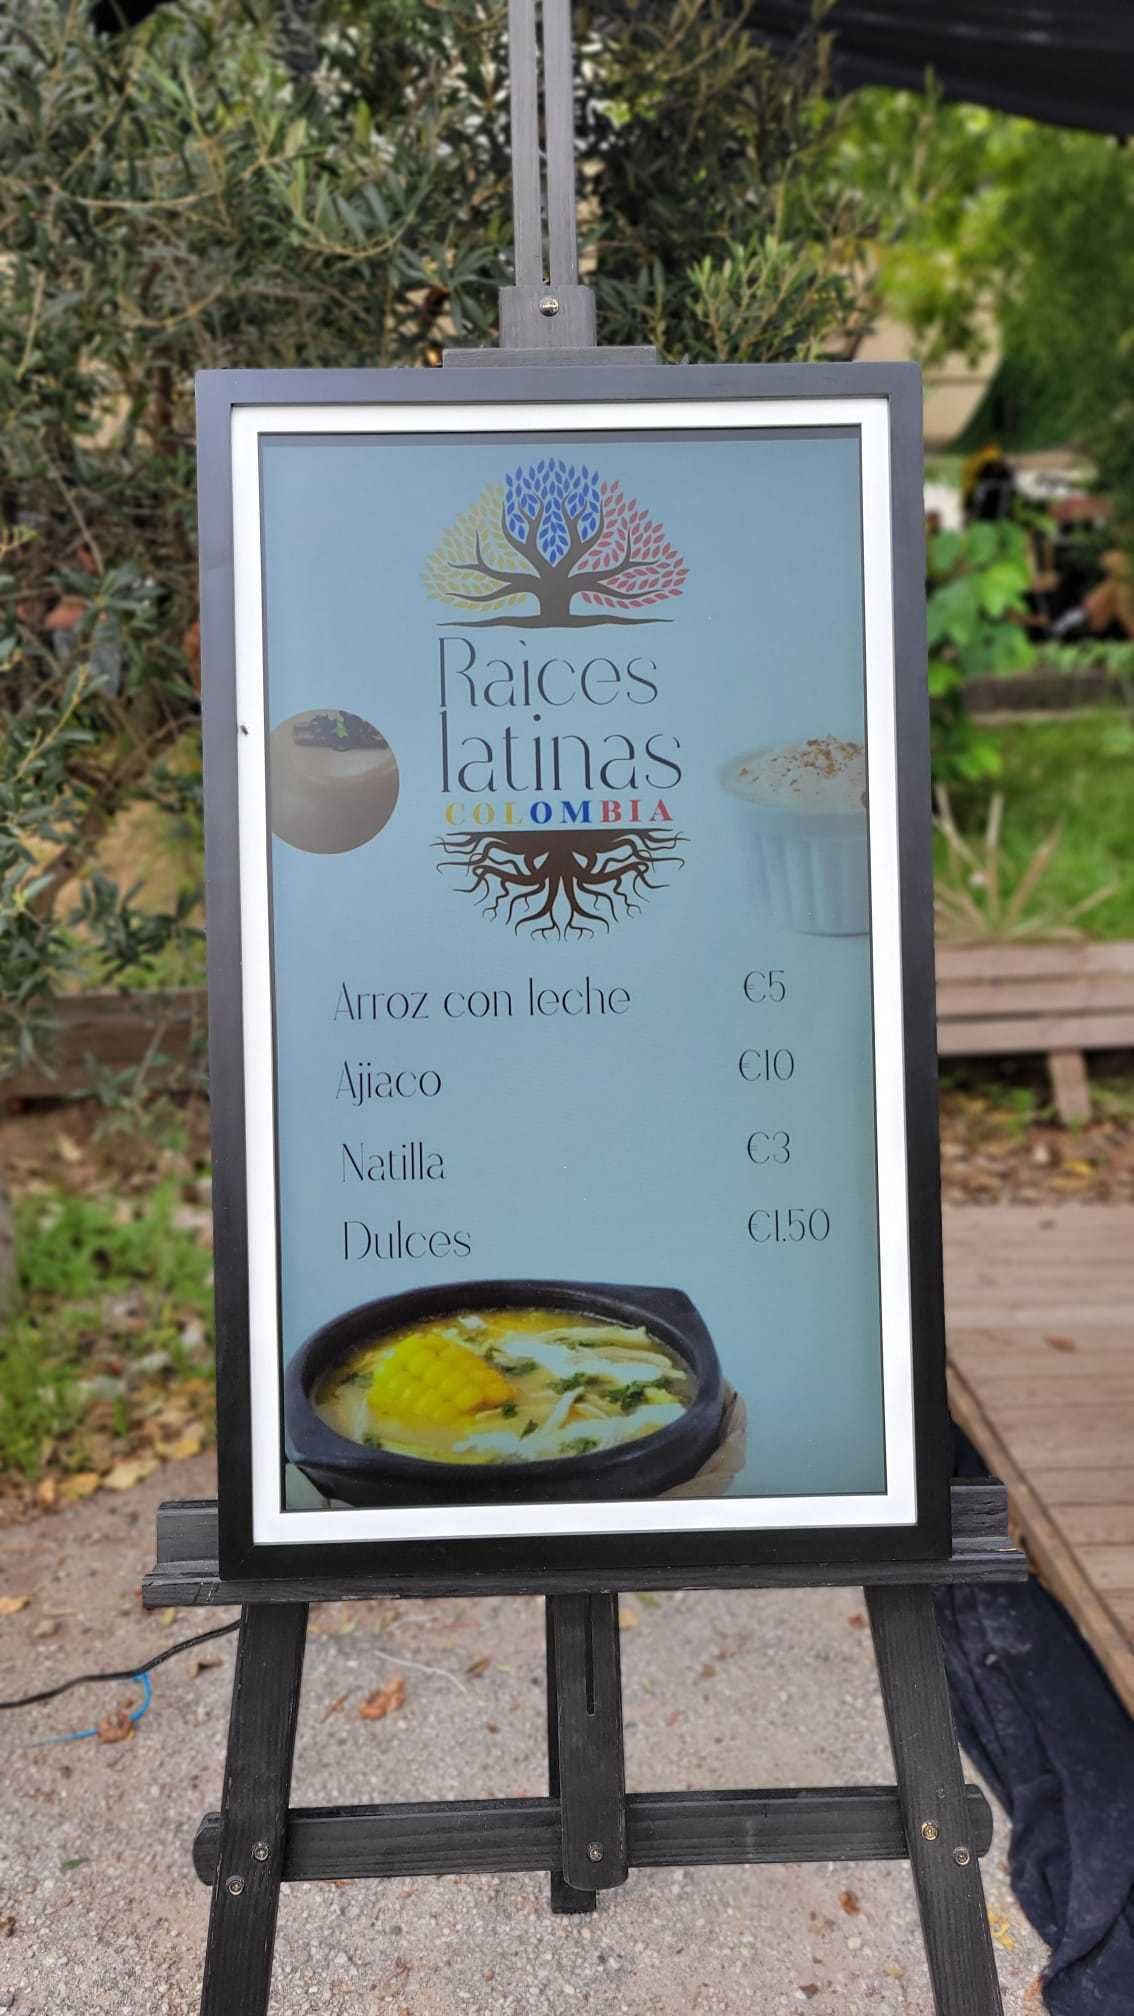 Raices
latinas
COLOMBIA
Arroz con leche €5
Ajiaco €10
Natilla €3
Dulces €1.50